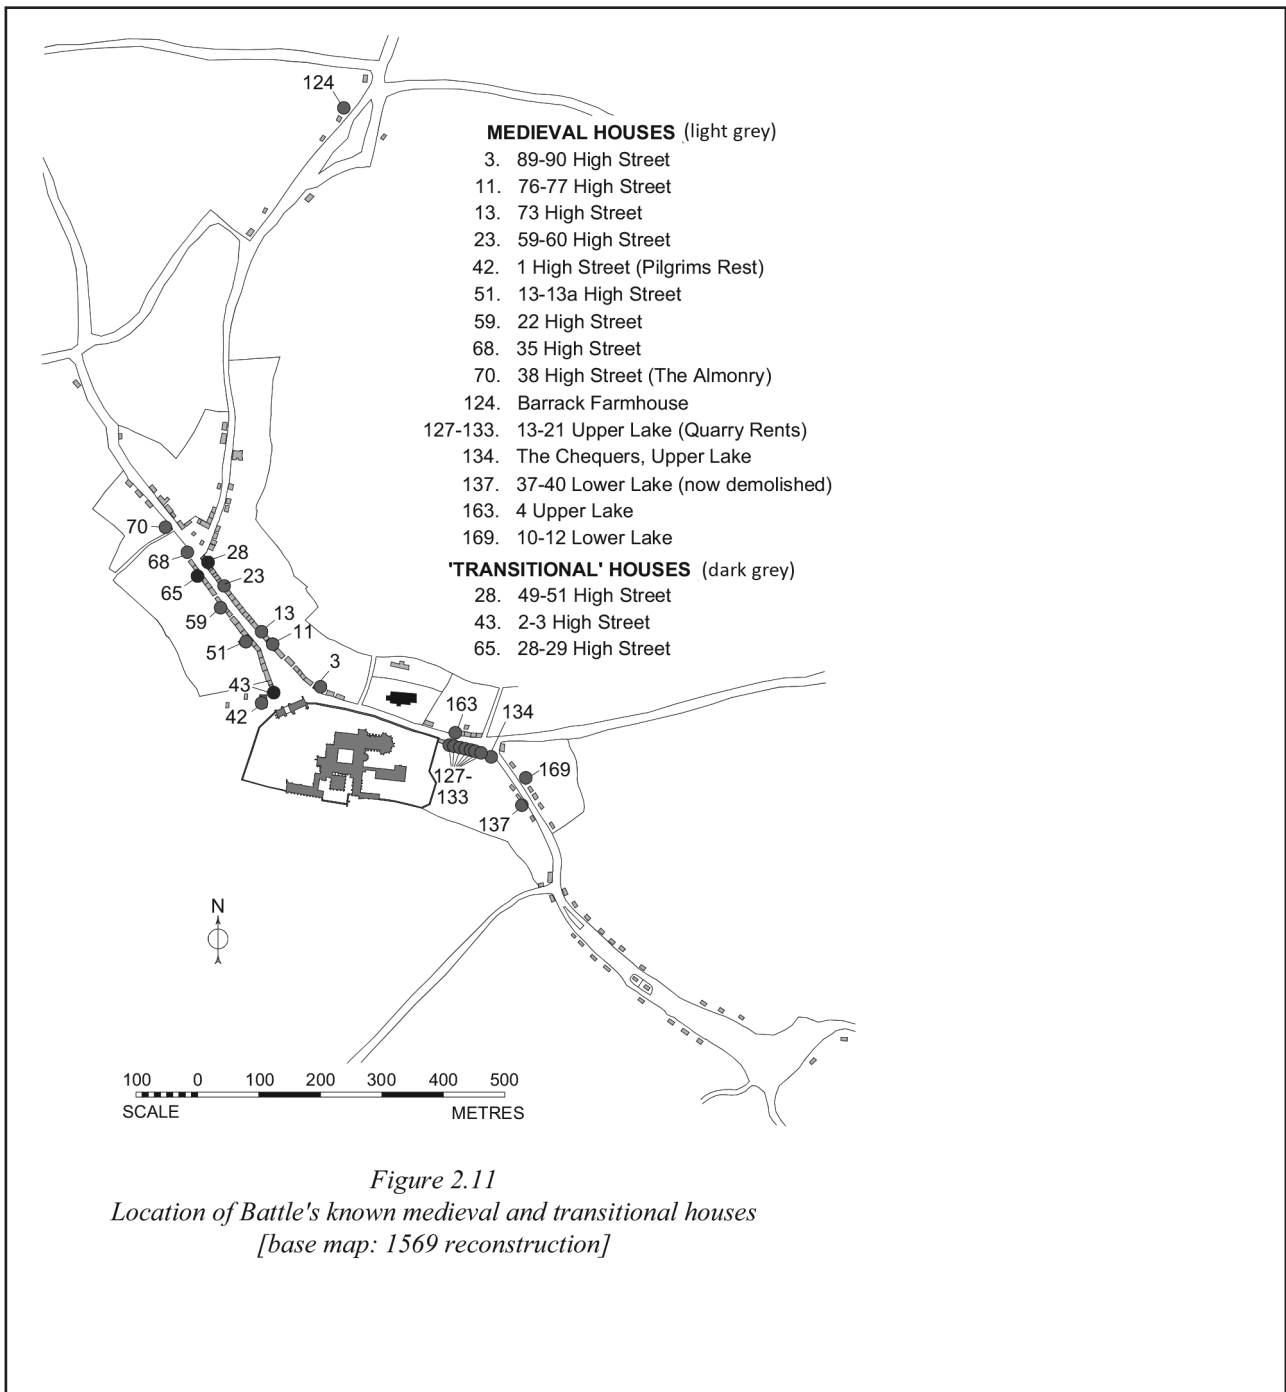 124
MEDIEVAL HOUSES (light grey)
3. 89-90 High Street
11. 76-77 High Street
13. 73 High Street
23. 59-60 High Street
42. 1 High Street (Pilgrims Rest)
51. 13-13a High Street
59. 22 High Street
68. 35 High Street
70. 38 High Street (The Almonry)
124. Barrack Farmhouse
127-133. 13-21 Upper Lake (Quarry Rents)
134. The Chequers, Upper Lake
137. 37-40 Lower Lake (now demolished)
163. 4 Upper Lake
169. 10-12 Lower Lake
'TRANSITIONAL' HOUSES (dark grey)
28. 49-51 High Street
43. 2-3 High Street
65. 28-29 High Street
70
68
28
65
23
59
13
51
11
3
43
42
163
134
127-
133
169
137
N
100 0 100 200 300 400 500
SCALE METRES
Figure 2.11
Location of Battle's known medieval and transitional houses
[base map: 1569 reconstruction]